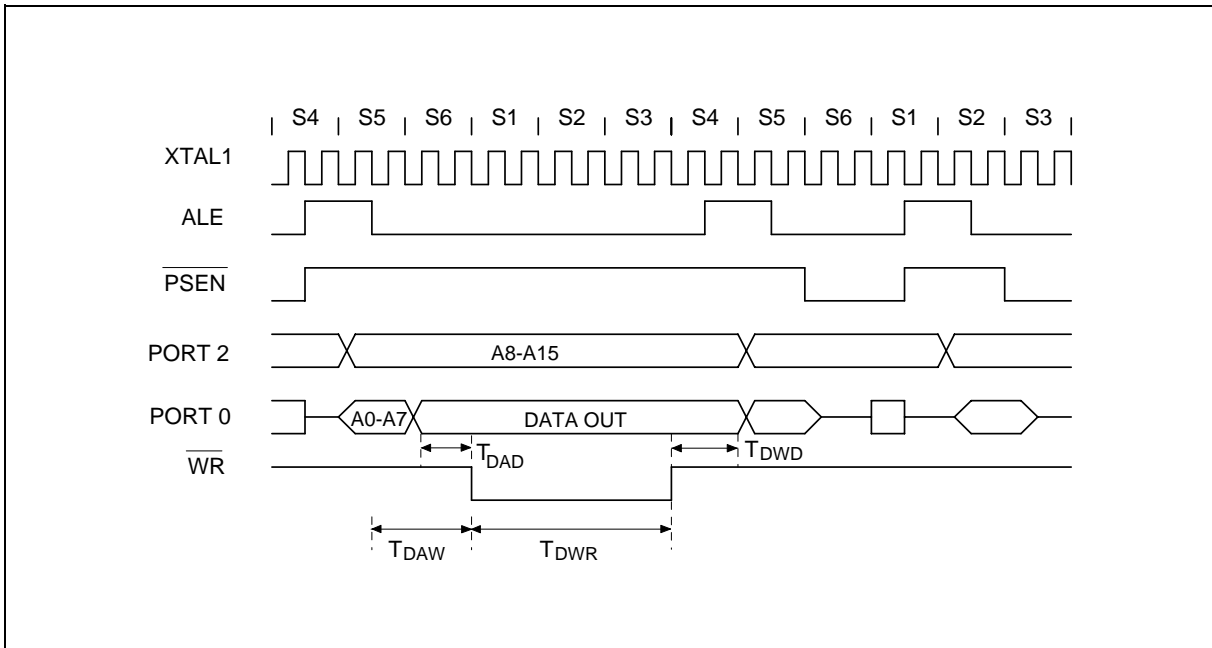 | S4 | S5 | S6 | S1 | S2 | S3 | S4 | S5 | S6 | S1 | S2 | S3 |
XTAL1
ALE
PSEN
PORT 2 A8-A15
PORT 0 A0-A7 DATA OUT
TDAD TDWD
WR
TDAW TDWR